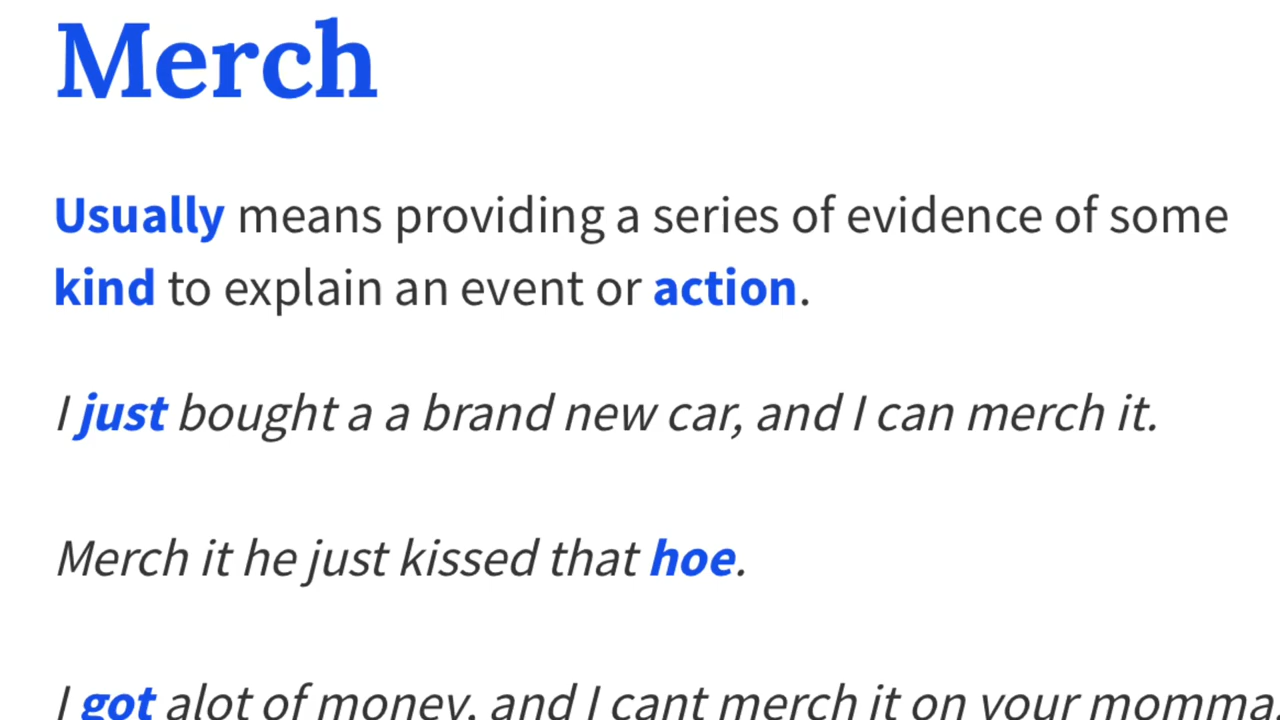 Merch
Usually means providing a series of evidence of some
kind to explain an event or action.
I just bought a a brand new car, and I can merch it.
Merch it he just kissed that hoe.
I got alot of money, and I cant merch it on your momma